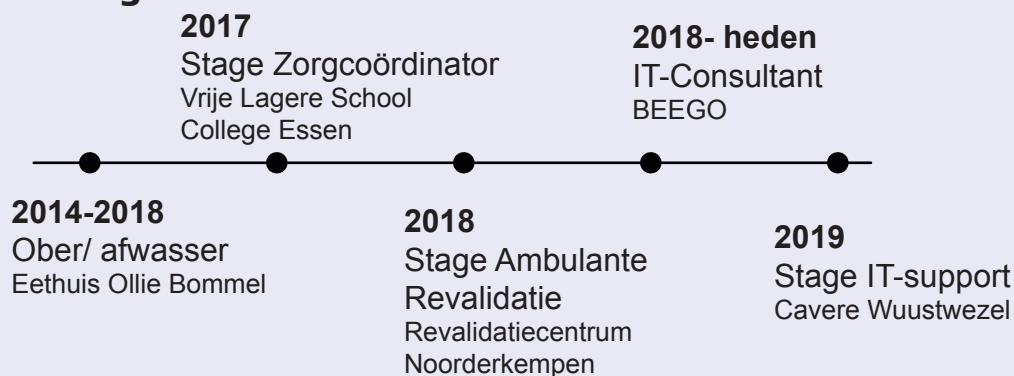 2017
Stage Zorgcoördinator
Vrije Lagere School
College Essen
2018- heden
IT-Consultant
BEEGO
2014-2018
Ober/ afwasser
Eethuis Ollie Bommel
2018
Stage Ambulante
Revalidatie
Revalidatiecentrum
Noorderkempen
2019
Stage IT-support
Cavere Wuustwezel